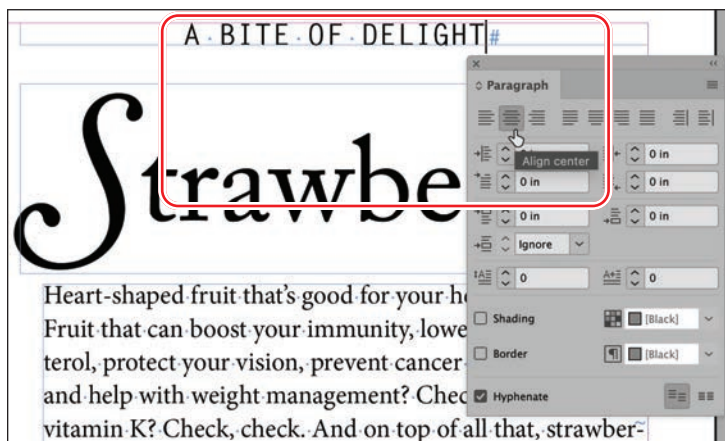 A BITE OF DELIGHT#
Paragraph
Strawbe
Align center
0 in
0 in
0 in
0 in
0 in
Ignore
0
0
Shading
[Black]
Border
[Black]
Hyphenate
Heart-shaped fruit that's good for your he
Fruit that can boost your immunity, lowe
terol, protect your vision, prevent cancer
and help with weight management? Chec
vitamin K? Check, check. And on top of all that, strawber-